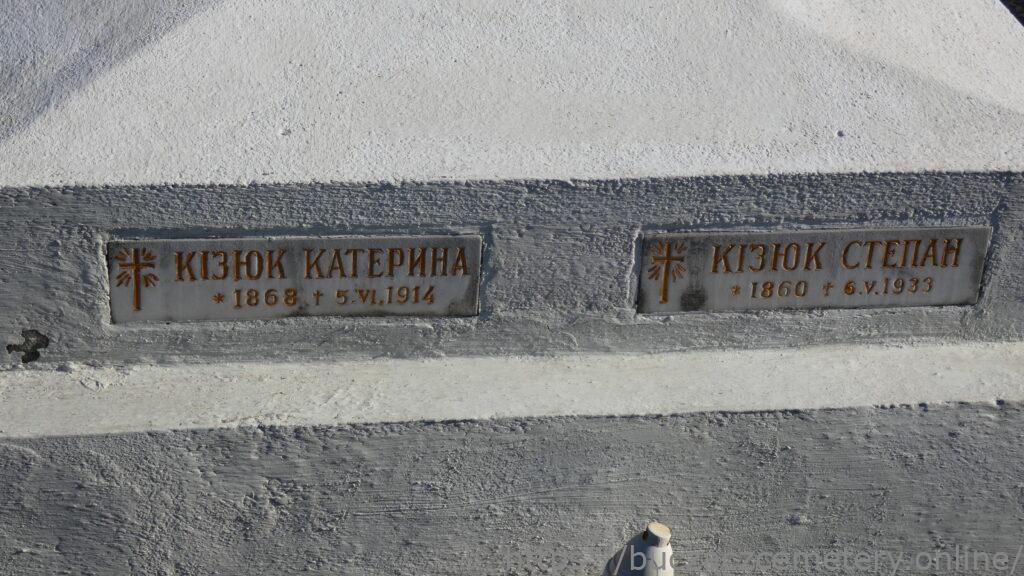 КІЗЮК КАТЕРИНА
* 1868 † 5.VI.1914
КІЗЮК СТЕПАН
* 1860 † 6.V.1933